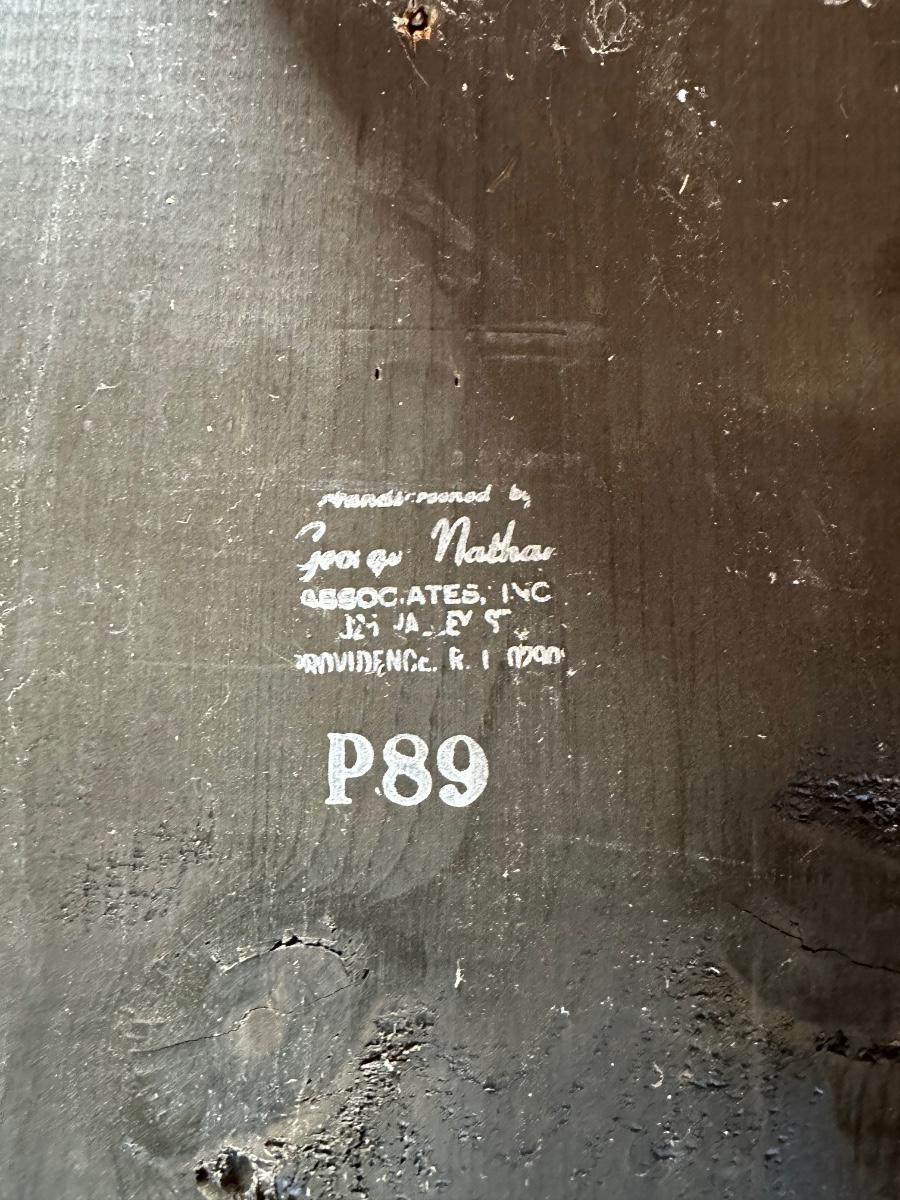 Handscreened by
George Nathan
ASSOCIATES, INC
VALLEY ST
PROVIDENCE, R. I.
P89